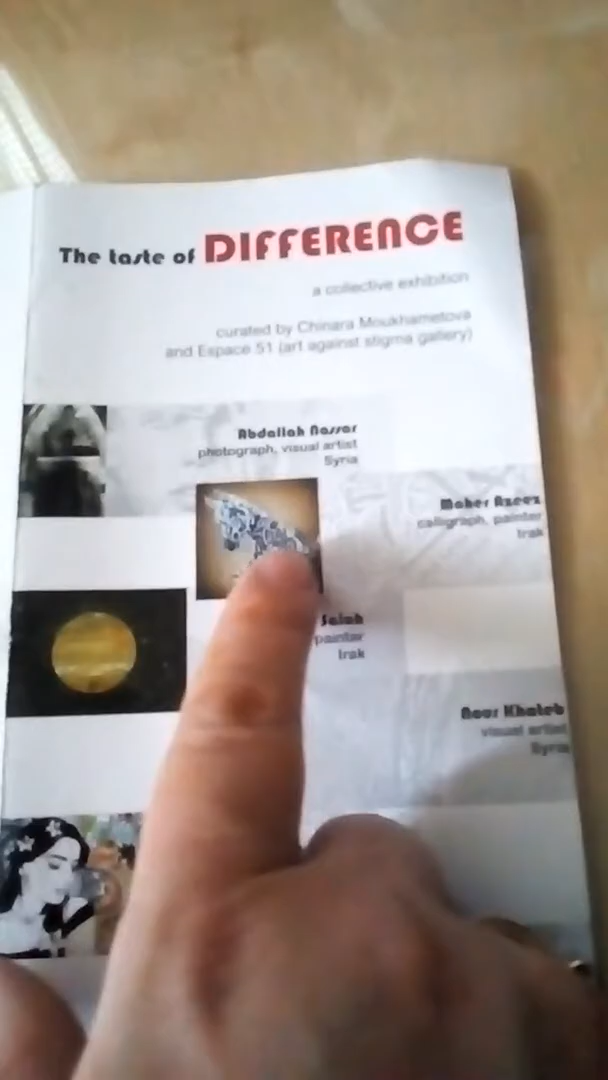 The taste of DIFFERENCE
a collective exhibition
curated by Chinara Moukhametova
and Espace 51 (art against stigma gallery)
Abdallah Nassar
photograph, visual artist
Syria
Maher Azeez
calligraph, painter
Irak
Salah
painter
Irak
Nour Khateb
visual artist
Syria